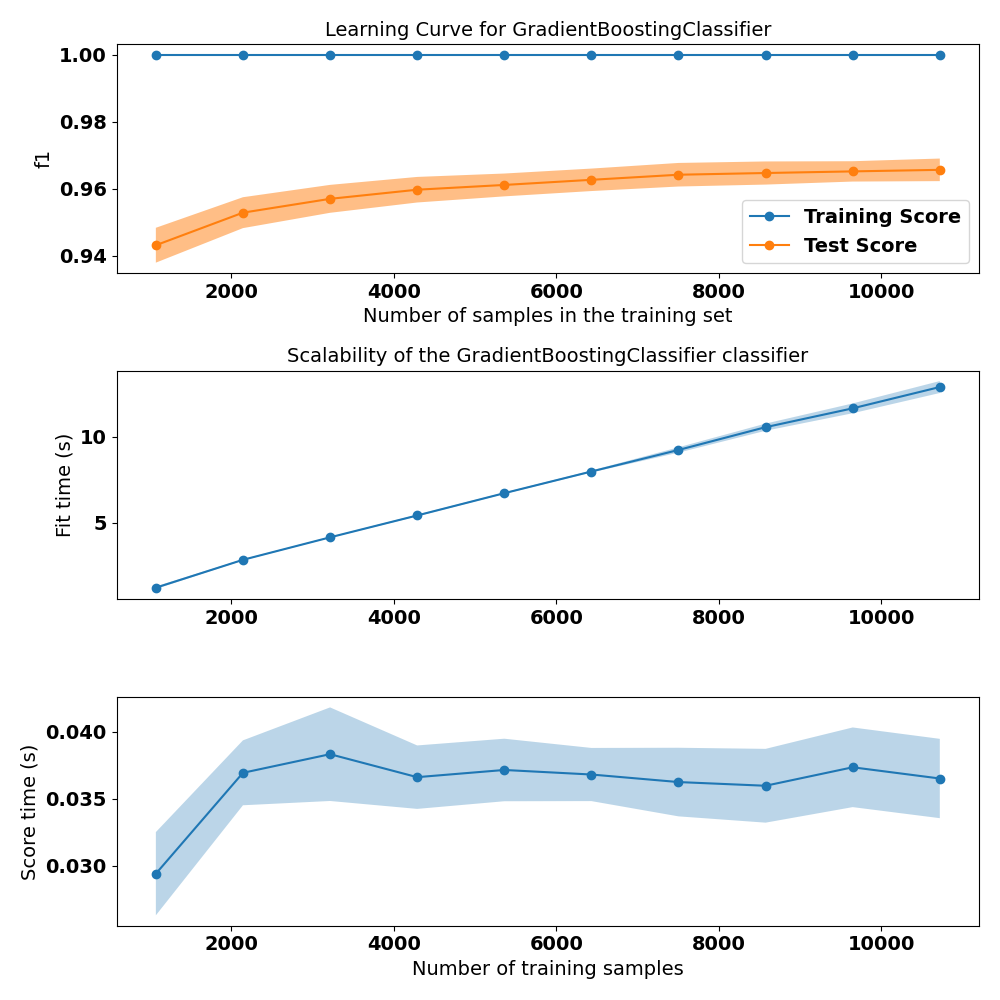 Learning Curve for GradientBoostingClassifier
1.00
0.98
0.96
0.94
f1
Training Score
Test Score
2000 4000 6000 8000 10000
Number of samples in the training set
Scalability of the GradientBoostingClassifier classifier
10
5
Fit time (s)
2000 4000 6000 8000 10000
0.040
0.035
0.030
Score time (s)
2000 4000 6000 8000 10000
Number of training samples